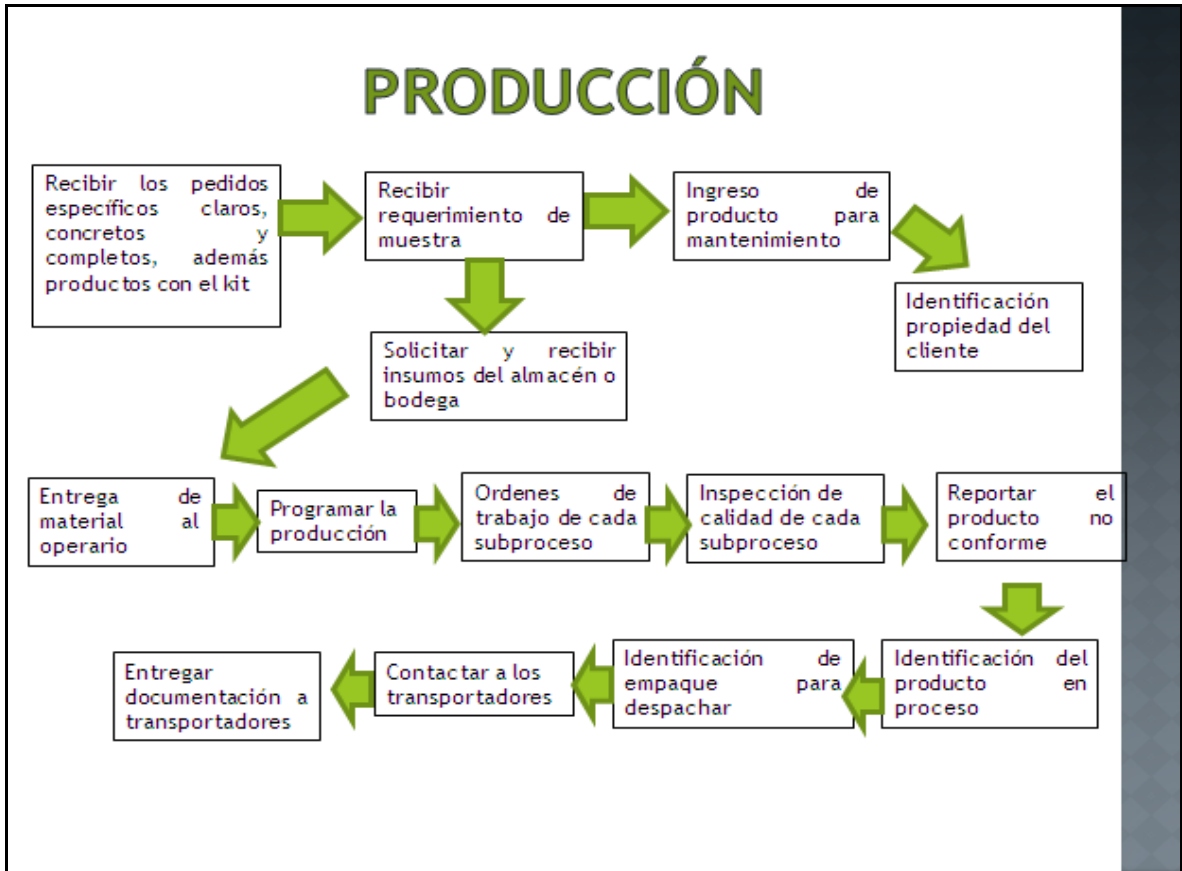 PRODUCCIÓN
Recibir los pedidos
específicos claros,
concretos y
completos, además
productos con el kit
Recibir
requerimiento de
muestra
Ingreso de
producto para
mantenimiento
Identificación
propiedad del
cliente
Solicitar y recibir
insumos del almacén o
bodega
Entrega de
material al
operario
Programar la
producción
Ordenes de
trabajo de cada
subproceso
Inspección de
calidad de cada
subproceso
Reportar el
producto no
conforme
Identificación del
producto en
proceso
Identificación de
empaque para
despachar
Contactar a los
transportadores
Entregar
documentación a
transportadores